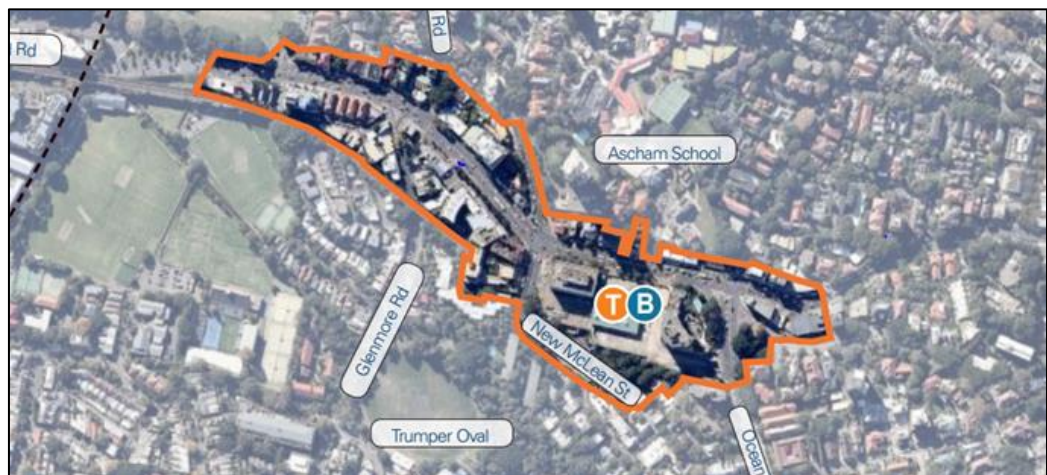 Rd
l Rd
Ascham School
T B
Glenmore Rd
New McLean St
Trumper Oval
Ocean